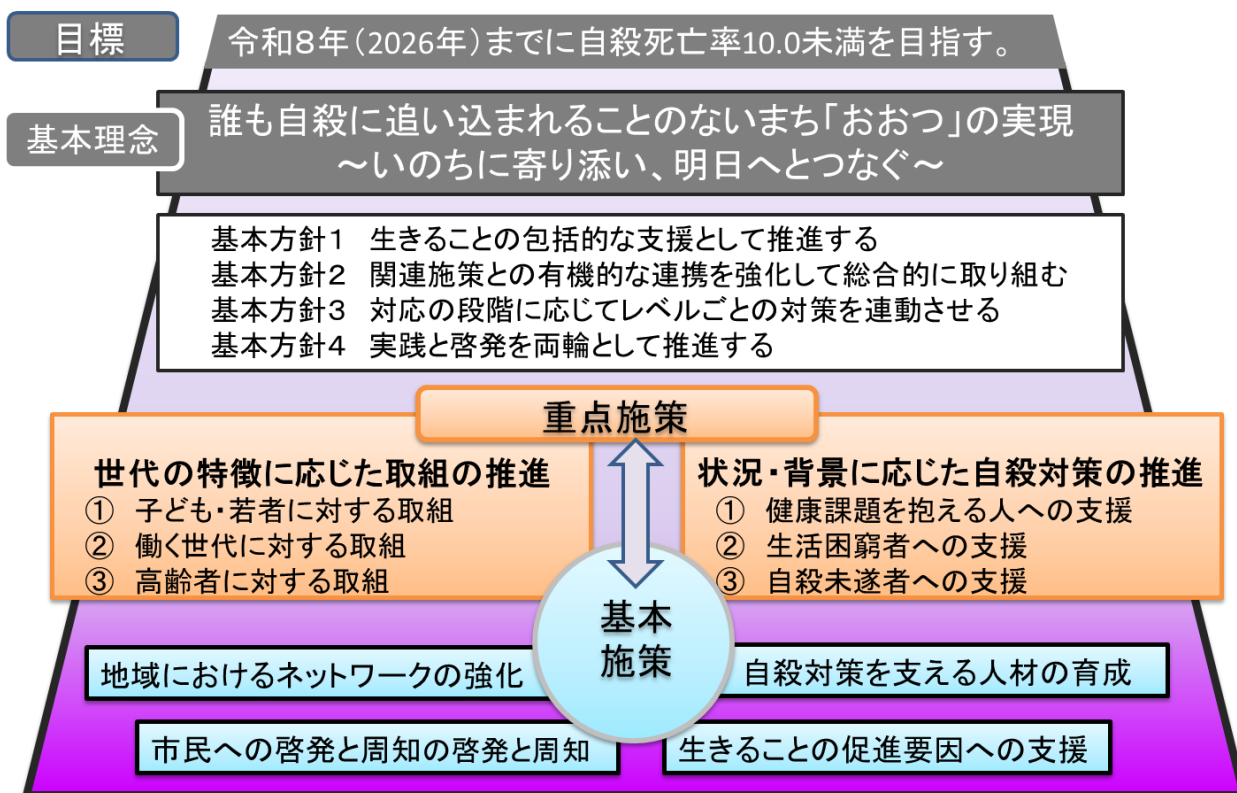 目標
令和8年(2026年)までに自殺死亡率10.0未満を目指す。
基本理念
誰も自殺に追い込まれることのないまち「おおつ」の実現
～いのちに寄り添い、明日へとつなぐ～
基本方針1 生きることの包括的な支援として推進する
基本方針2 関連施策との有機的な連携を強化して総合的に取り組む
基本方針3 対応の段階に応じてレベルごとの対策を連動させる
基本方針4 実践と啓発を両輪として推進する
重点施策
世代の特徴に応じた取組の推進
① 子ども・若者に対する取組
② 働く世代に対する取組
③ 高齢者に対する取組
状況・背景に応じた自殺対策の推進
① 健康課題を抱える人への支援
② 生活困窮者への支援
③ 自殺未遂者への支援
基本
施策
地域におけるネットワークの強化
自殺対策を支える人材の育成
市民への啓発と周知の啓発と周知
生きることの促進要因への支援